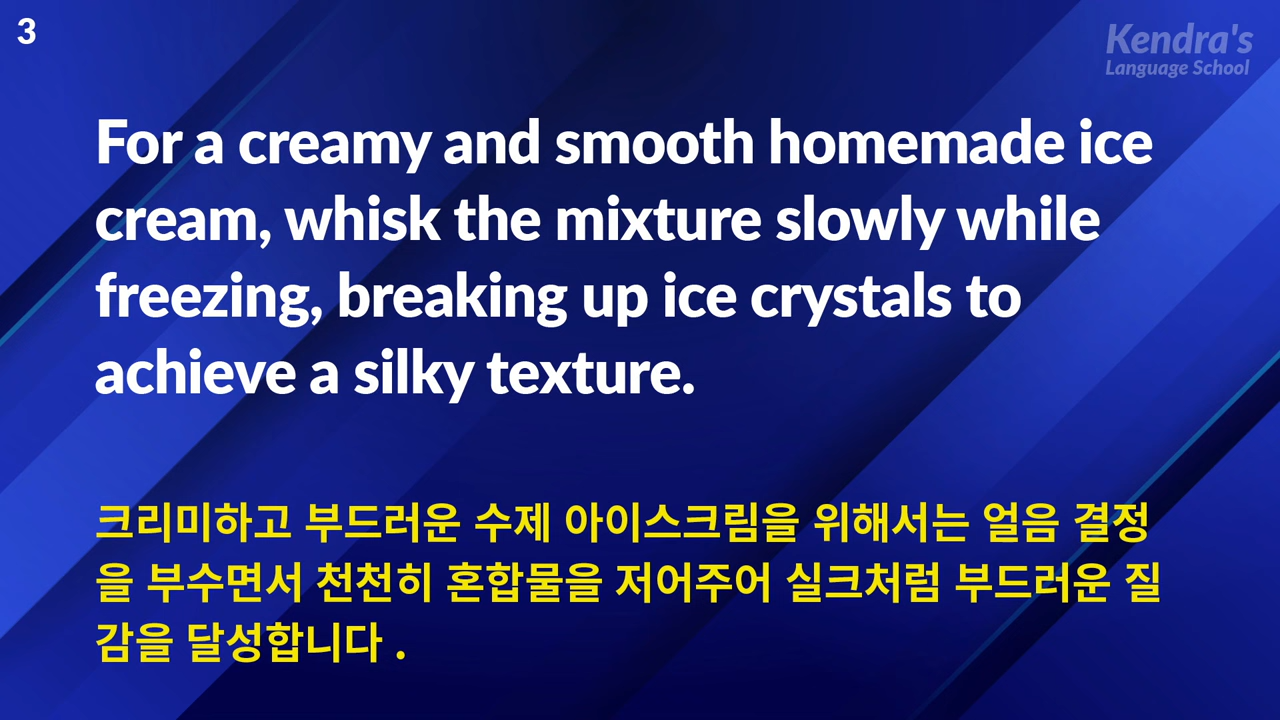 3
Kendra's
Language School
For a creamy and smooth homemade ice
cream, whisk the mixture slowly while
freezing, breaking up ice crystals to
achieve a silky texture.
크리미하고 부드러운 수제 아이스크림을 위해서는 얼음 결정
을 부수면서 천천히 혼합물을 저어주어 실크처럼 부드러운 질
감을 달성합니다 .